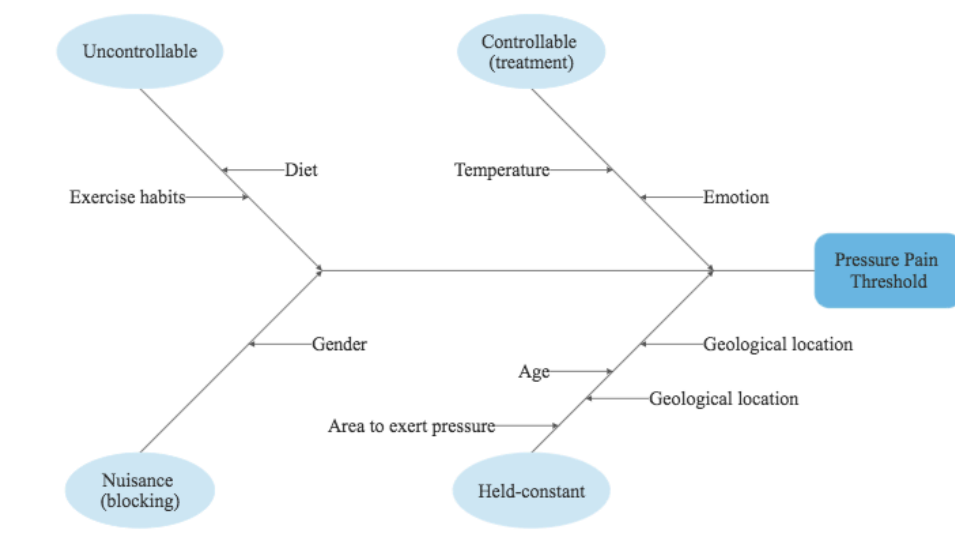 Uncontrollable
Controllable
(treatment)
Diet
Exercise habits
Temperature
Emotion
Pressure Pain
Threshold
Gender
Geological location
Age
Geological location
Area to exert pressure
Nuisance
(blocking)
Held-constant